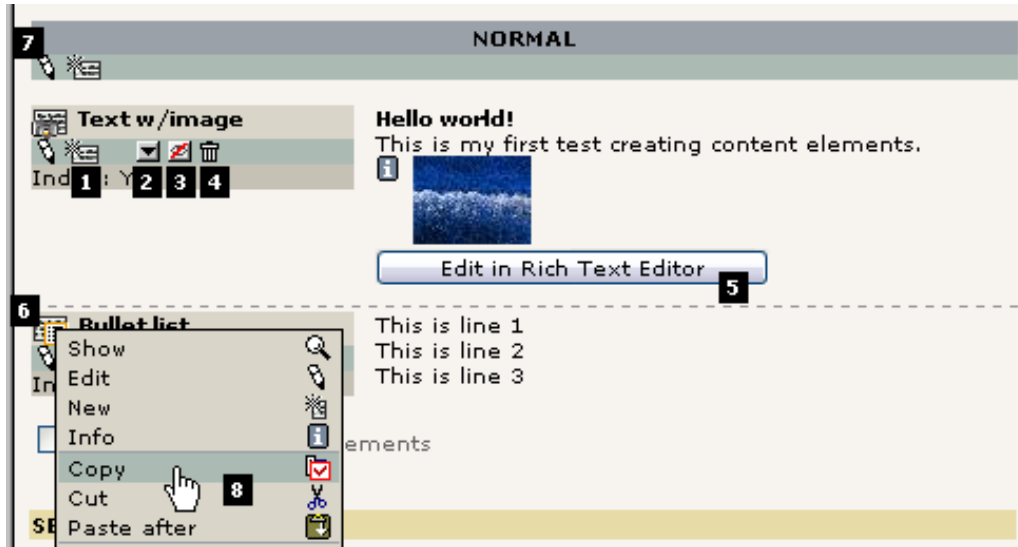 7
NORMAL
Text w/image
Hello world!
This is my first test creating content elements.
Ind : Y
1 2 3 4
Edit in Rich Text Editor
5
6
Bullet list
This is line 1
This is line 2
This is line 3
In
Show
Edit
New
Info
ements
Copy
8
Cut
SE
Paste after